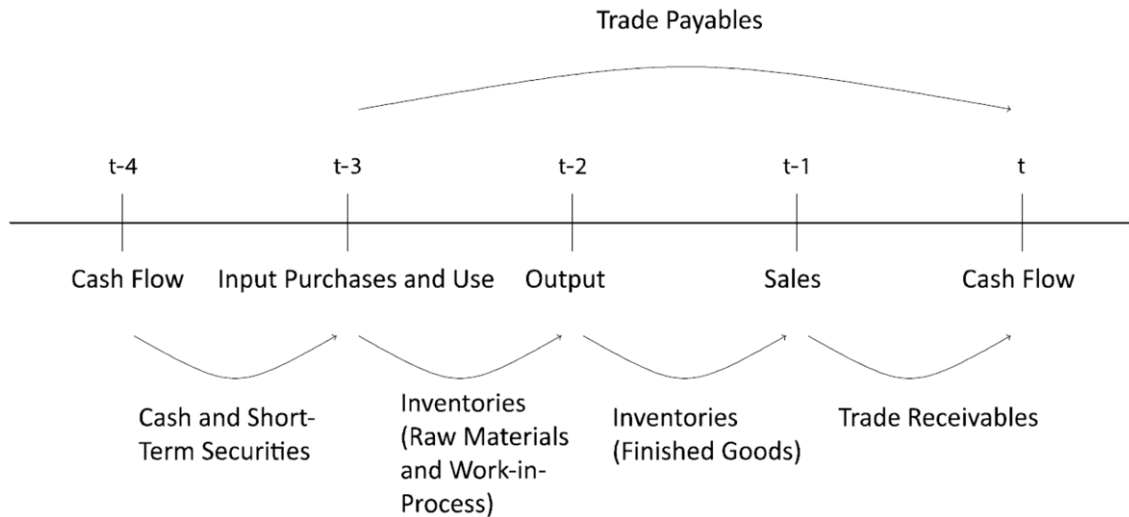 Trade Payables
t-4
t-3
t-2
t-1
t
Cash Flow
Input Purchases and Use
Output
Sales
Cash Flow
Cash and Short-
Term Securities
Inventories
(Raw Materials
and Work-in-
Process)
Inventories
(Finished Goods)
Trade Receivables